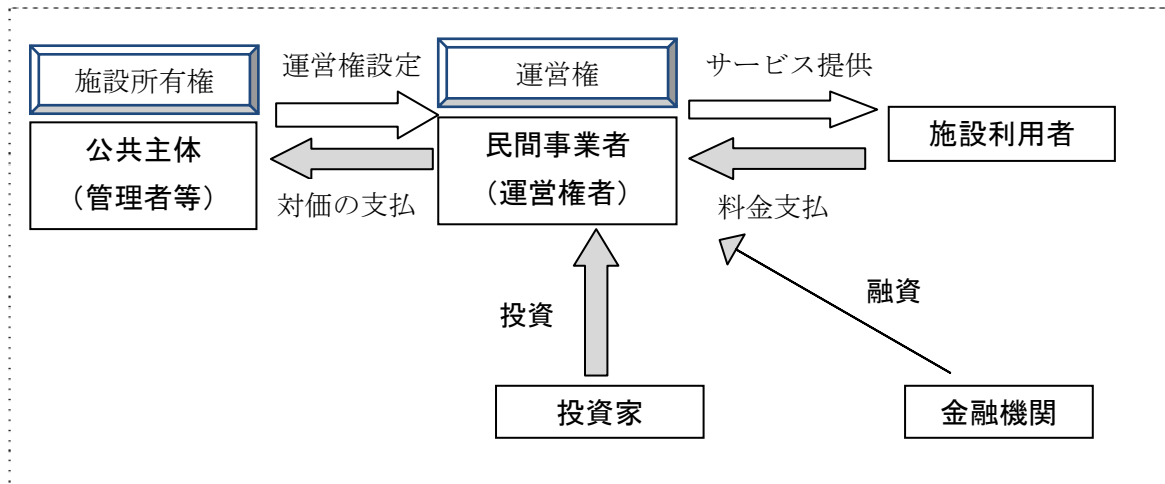 施設所有権
運営権設定
運営権
サービス提供
公共主体
（管理者等）
民間事業者
（運営権者）
施設利用者
対価の支払
料金支払
投資
融資
投資家
金融機関